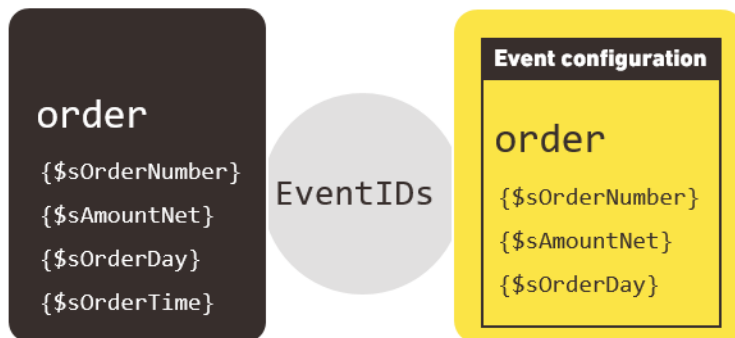 order
{$sOrderNumber}
{$sAmountNet}
{$sOrderDay}
{$sOrderTime}
EventIDs
Event configuration
order
{$sOrderNumber}
{$sAmountNet}
{$sOrderDay}